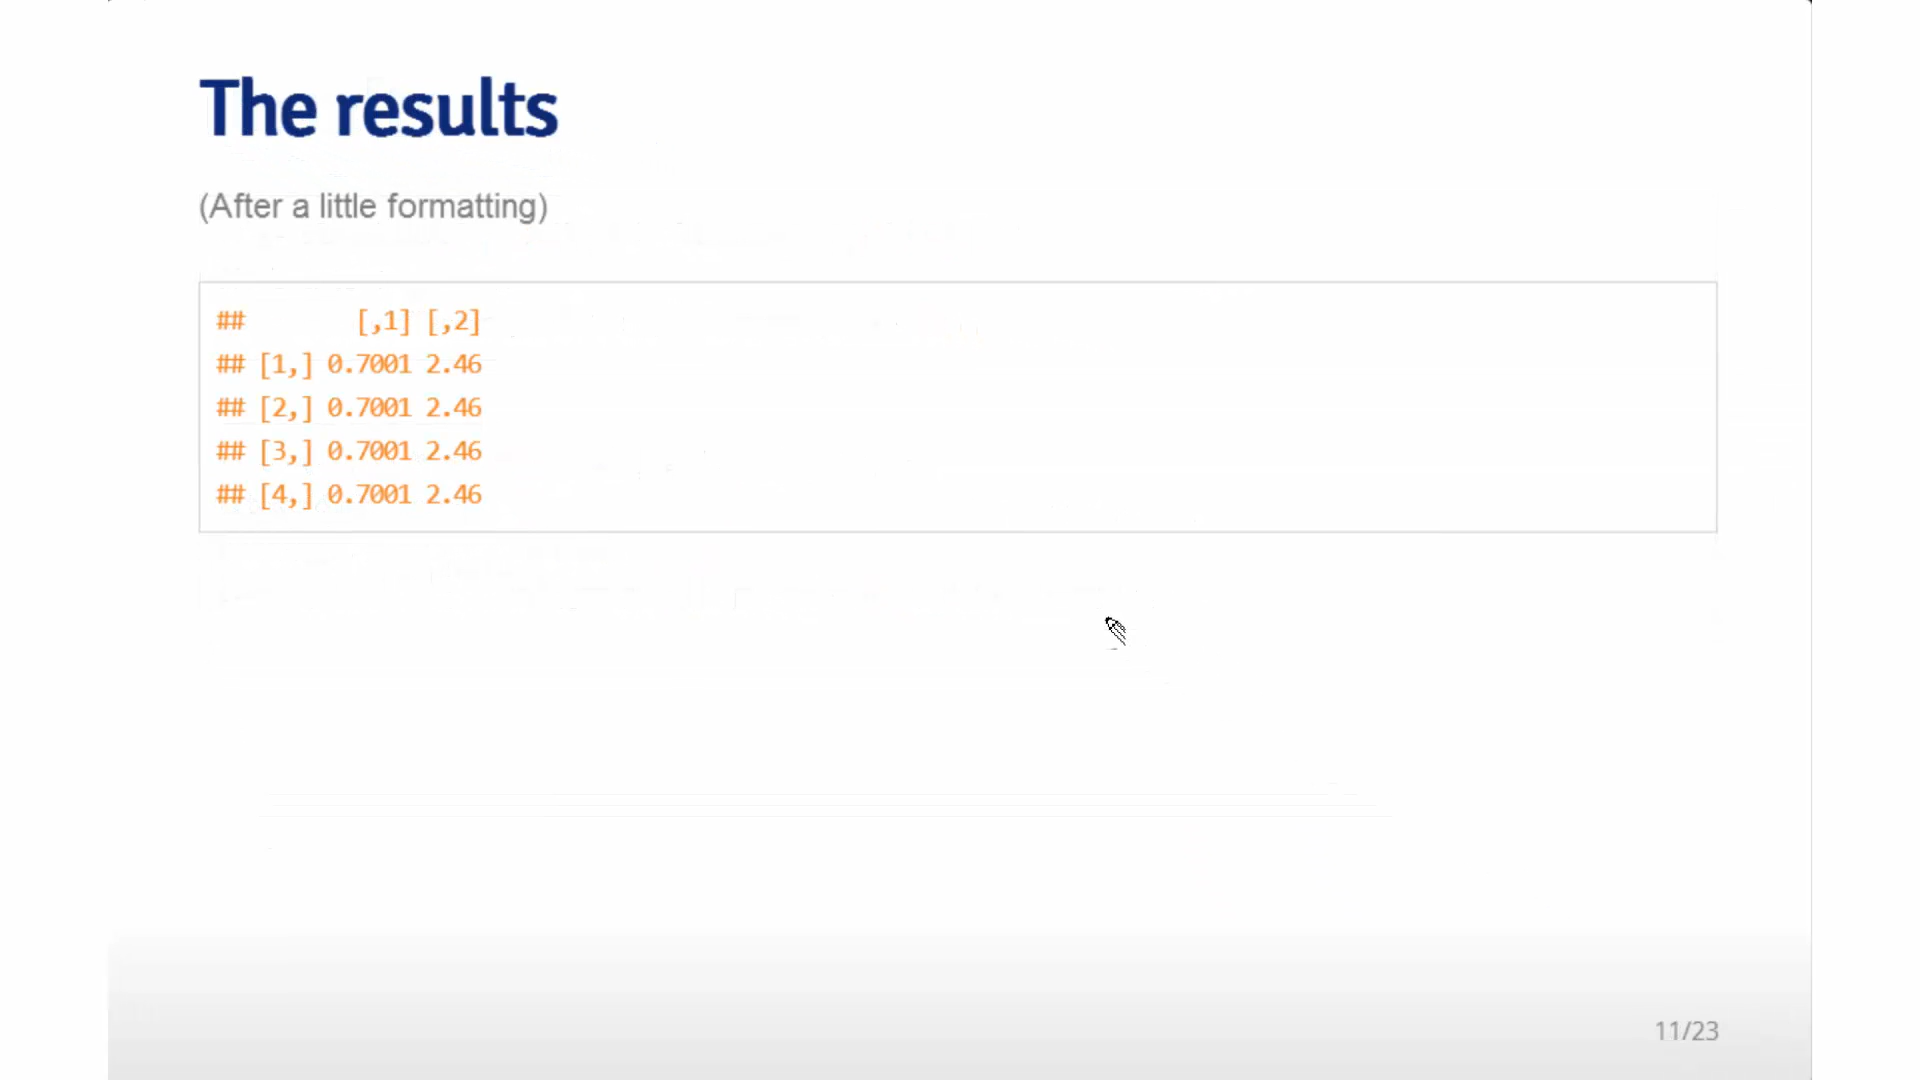 The results
(After a little formatting)
##        [,1] [,2]
## [1,] 0.7001 2.46
## [2,] 0.7001 2.46
## [3,] 0.7001 2.46
## [4,] 0.7001 2.46
11/23